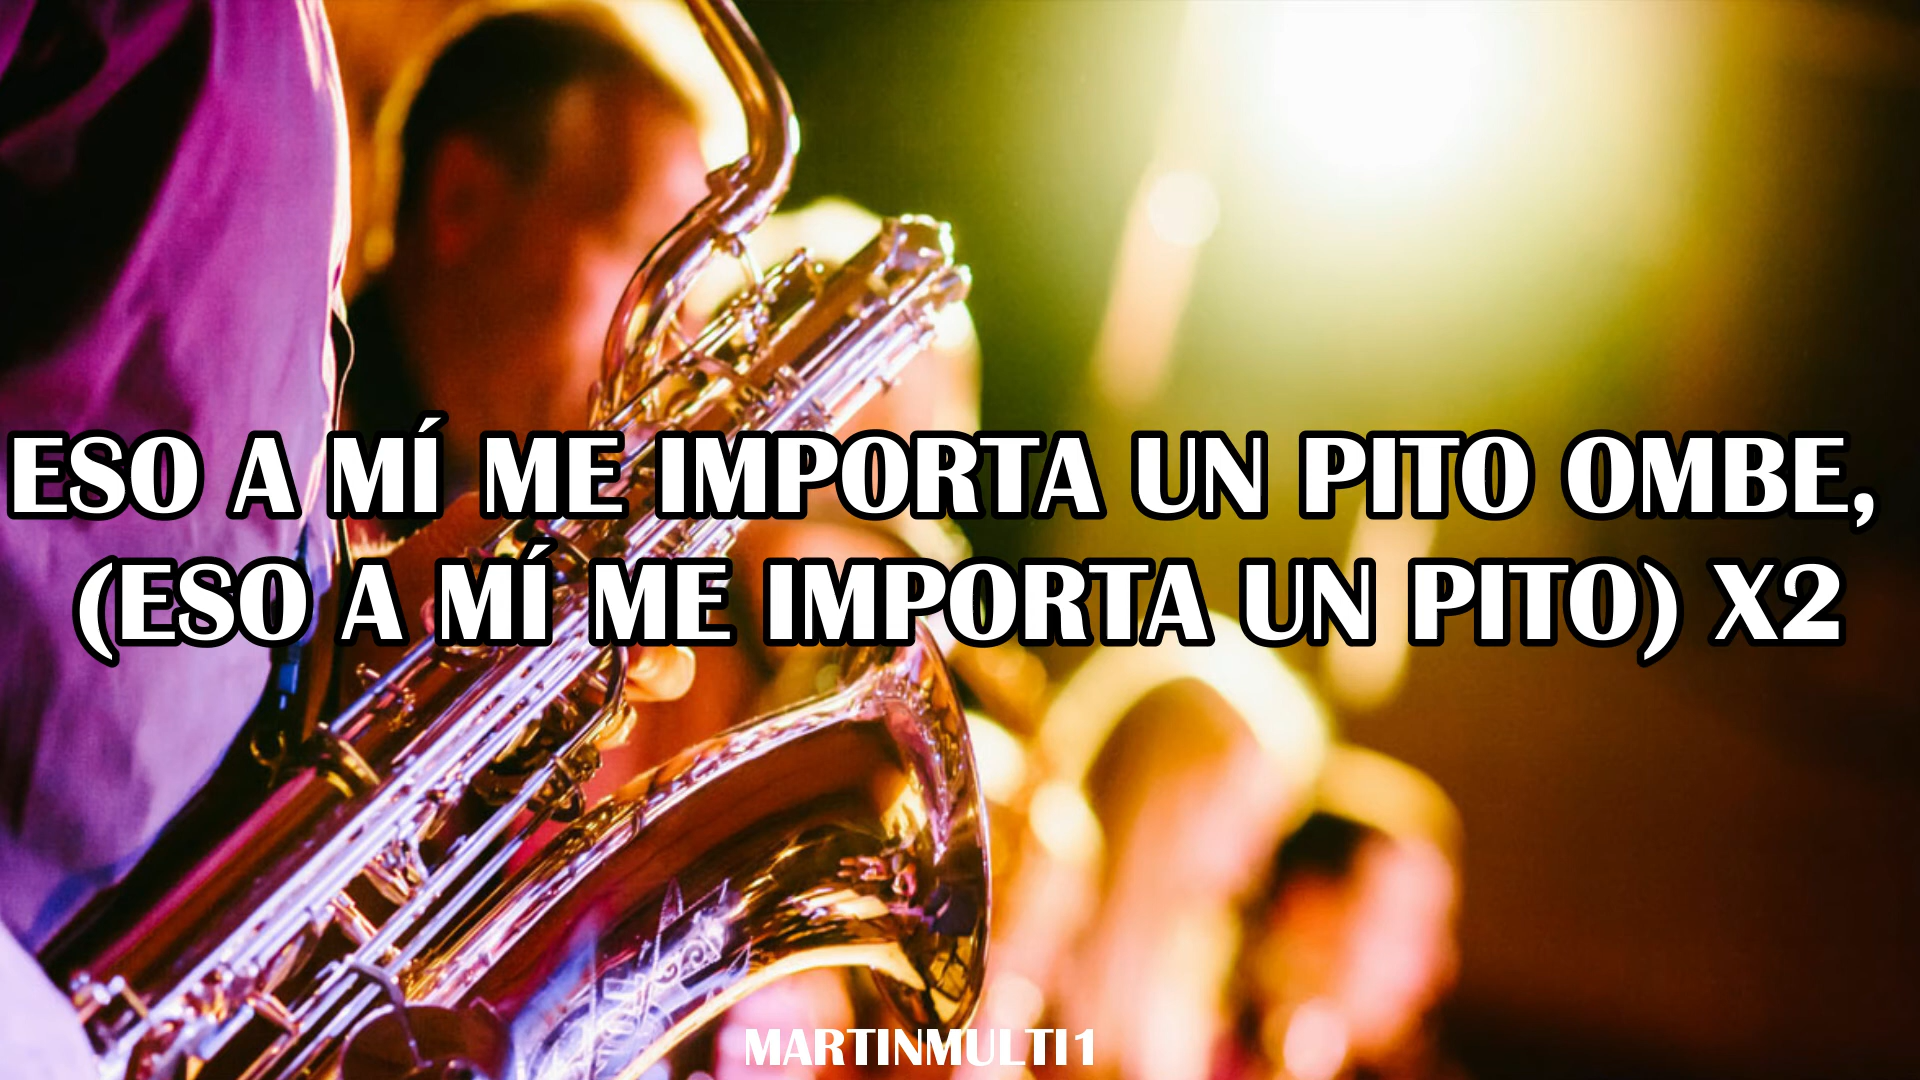 ESO A MÍ ME IMPORTA UN PITO OMBE,
(ESO A MÍ ME IMPORTA UN PITO) X2
MARTINMULTI1